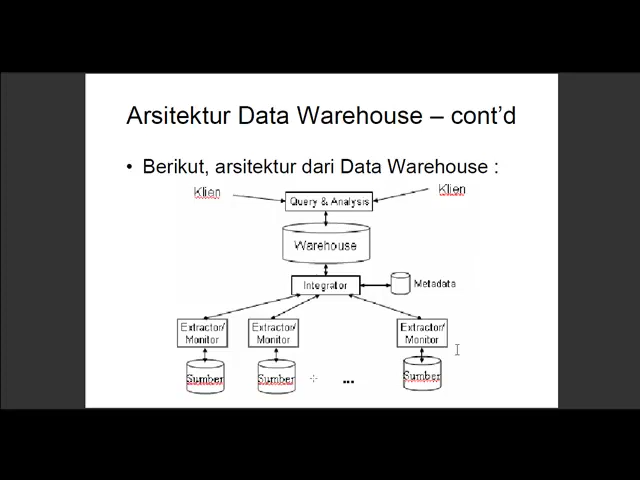 Arsitektur Data Warehouse – cont’d
• Berikut, arsitektur dari Data Warehouse :
Klien
Query & Analysis
Klien
Warehouse
Integrator
Metadata
Extractor/
Monitor
Extractor/
Monitor
Extractor/
Monitor
Sumber
Sumber
...
Sumber